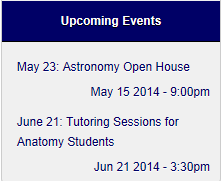 Upcoming Events
May 23: Astronomy Open House
May 15 2014 - 9:00pm
June 21: Tutoring Sessions for
Anatomy Students
Jun 21 2014 - 3:30pm